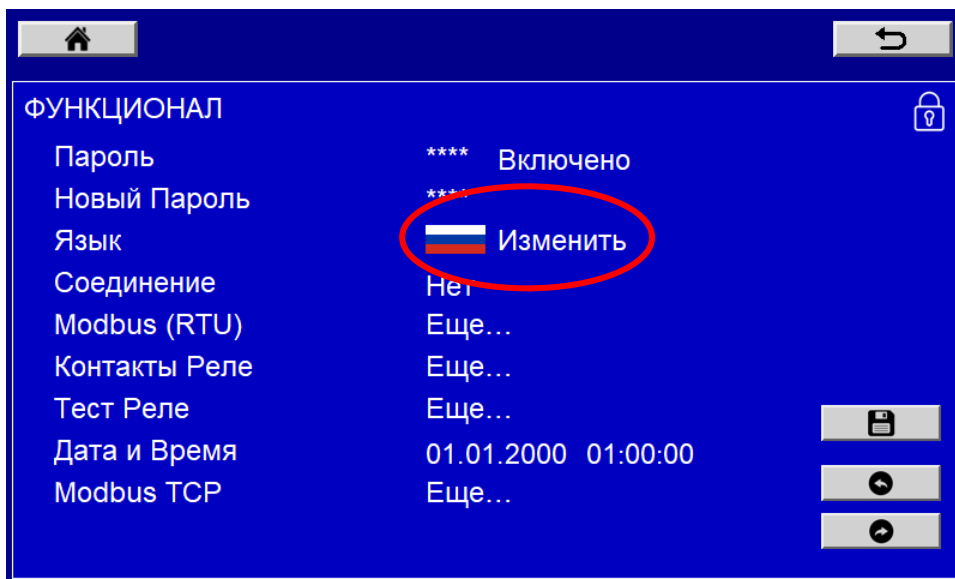 ФУНКЦИОНАЛ
Пароль **** Включено
Новый Пароль ****
Язык Изменить
Соединение Нет
Modbus (RTU) Еще...
Контакты Реле Еще...
Тест Реле Еще...
Дата и Время 01.01.2000 01:00:00
Modbus TCP Еще...